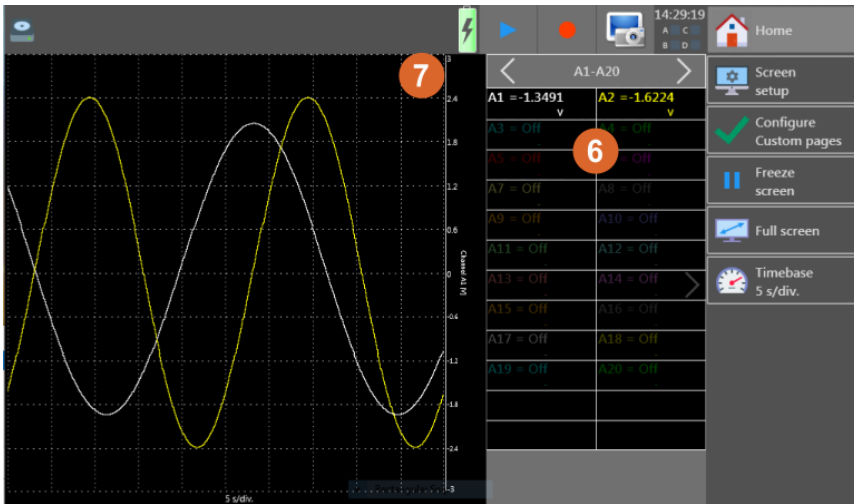 14:29:19
A C
B D
Home
7
3
2.4
1.8
1.2
0.6
0
-0.6
-1.2
-1.8
-2.4
-3
Channel A1 [V]
5 s/div.
A1-A20
A1 =-1.3491 A2 =-1.6224
V V
A3 = Off A4 = Off
6
A5 = Off
A7 = Off A8 = Off
A9 = Off A10 = Off
A11 = Off A12 = Off
A13 = Off A14 = Off
A15 = Off A16 = Off
A17 = Off A18 = Off
A19 = Off A20 = Off
Screen
setup
Configure
Custom pages
Freeze
screen
Full screen
Timebase
5 s/div.